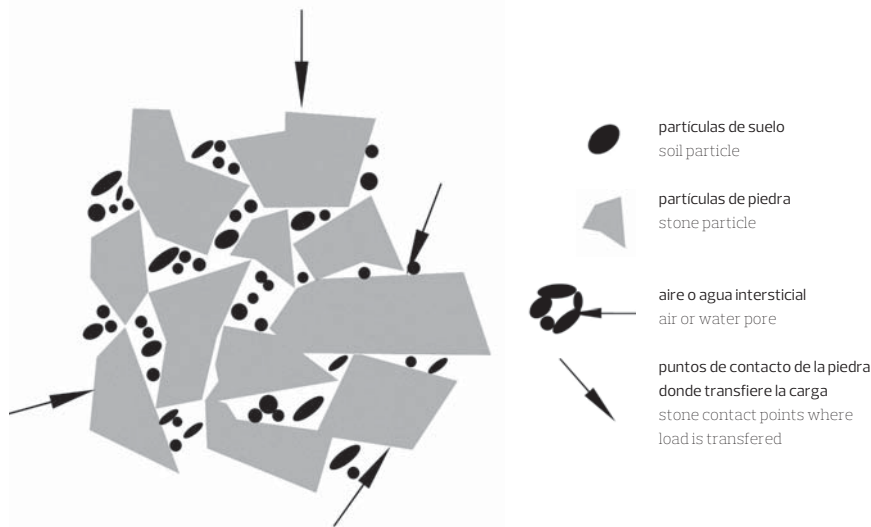 partículas de suelo
soil particle
partículas de piedra
stone particle
aire o agua intersticial
air or water pore
puntos de contacto de la piedra
donde transfiere la carga
stone contact points where
load is transfered